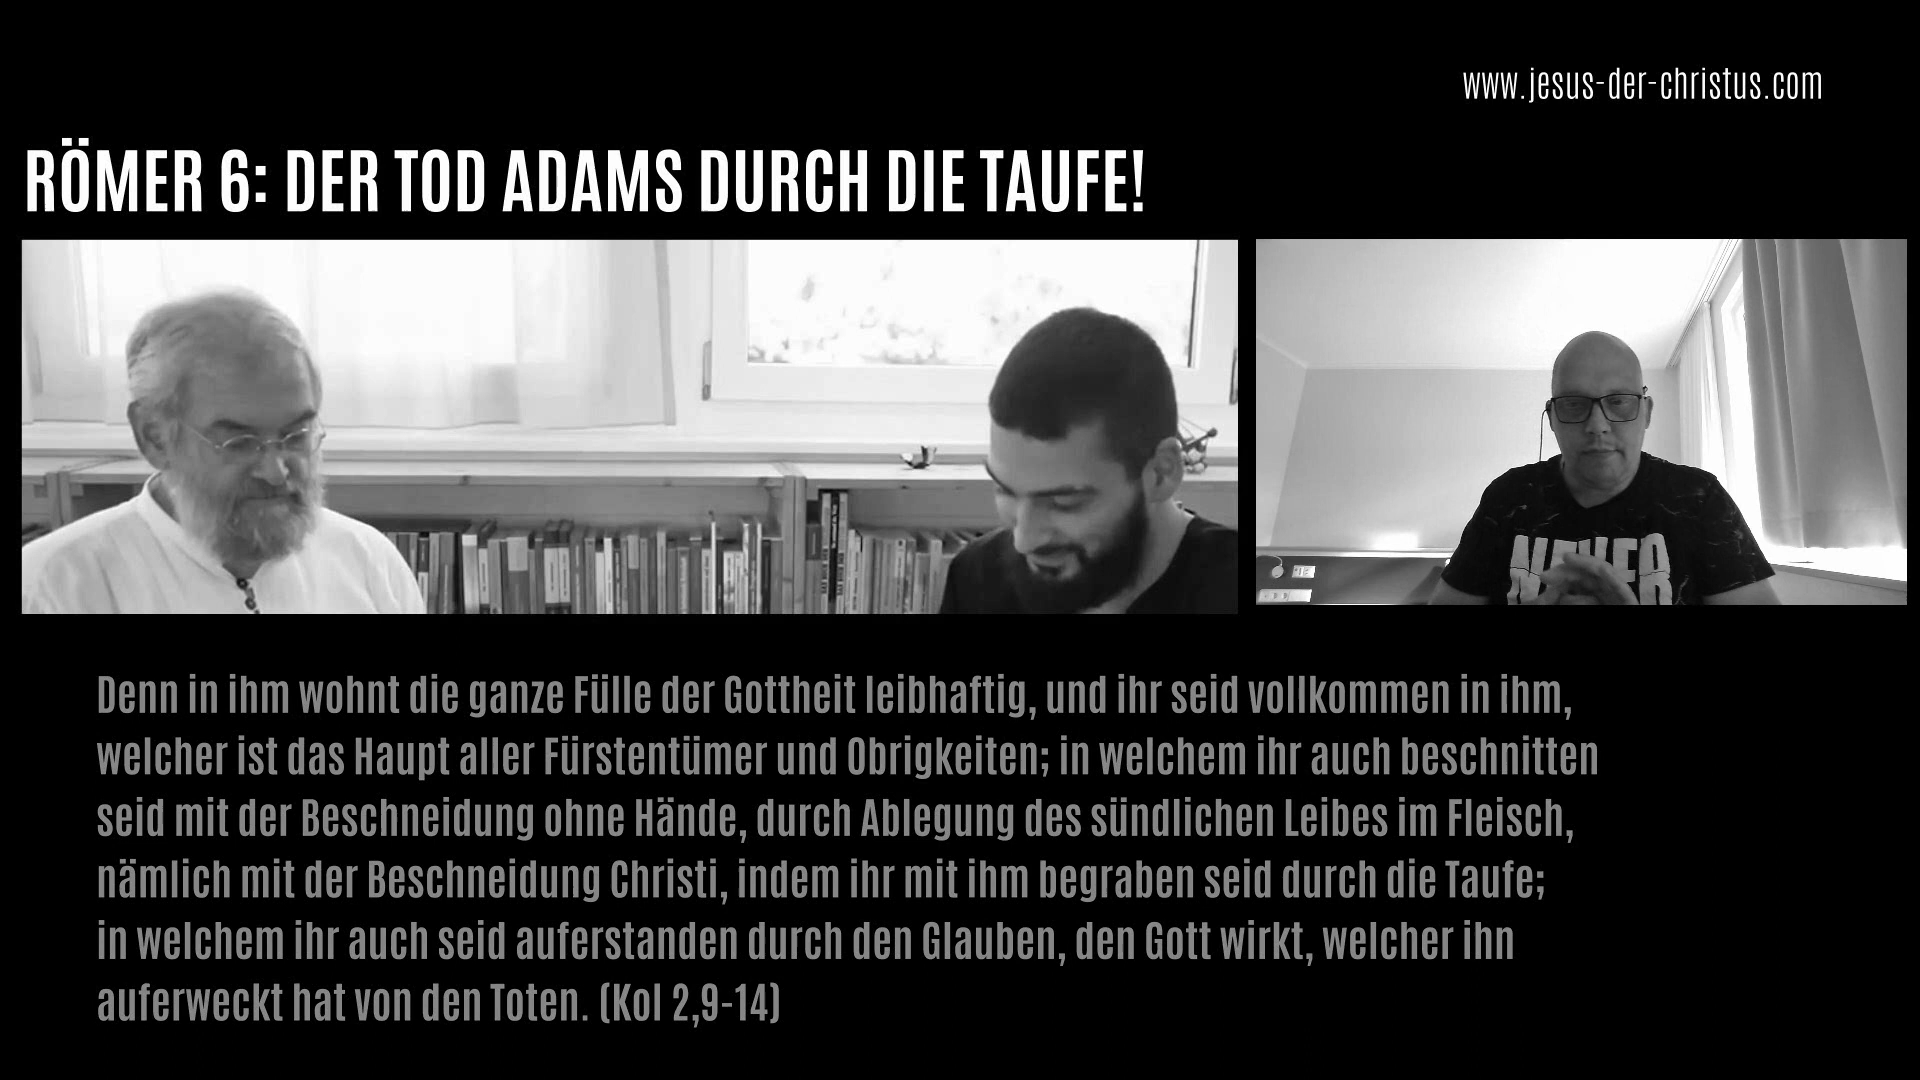 www.jesus-der-christus.com
RÖMER 6: DER TOD ADAMS DURCH DIE TAUFE!
Denn in ihm wohnt die ganze Fülle der Gottheit leibhaftig, und ihr seid vollkommen in ihm,
welcher ist das Haupt aller Fürstentümer und Obrigkeiten; in welchem ihr auch beschnitten
seid mit der Beschneidung ohne Hände, durch Ablegung des sündlichen Leibes im Fleisch,
nämlich mit der Beschneidung Christi, indem ihr mit ihm begraben seid durch die Taufe;
in welchem ihr auch seid auferstanden durch den Glauben, den Gott wirkt, welcher ihn
auferweckt hat von den Toten. (Kol 2,9-14)